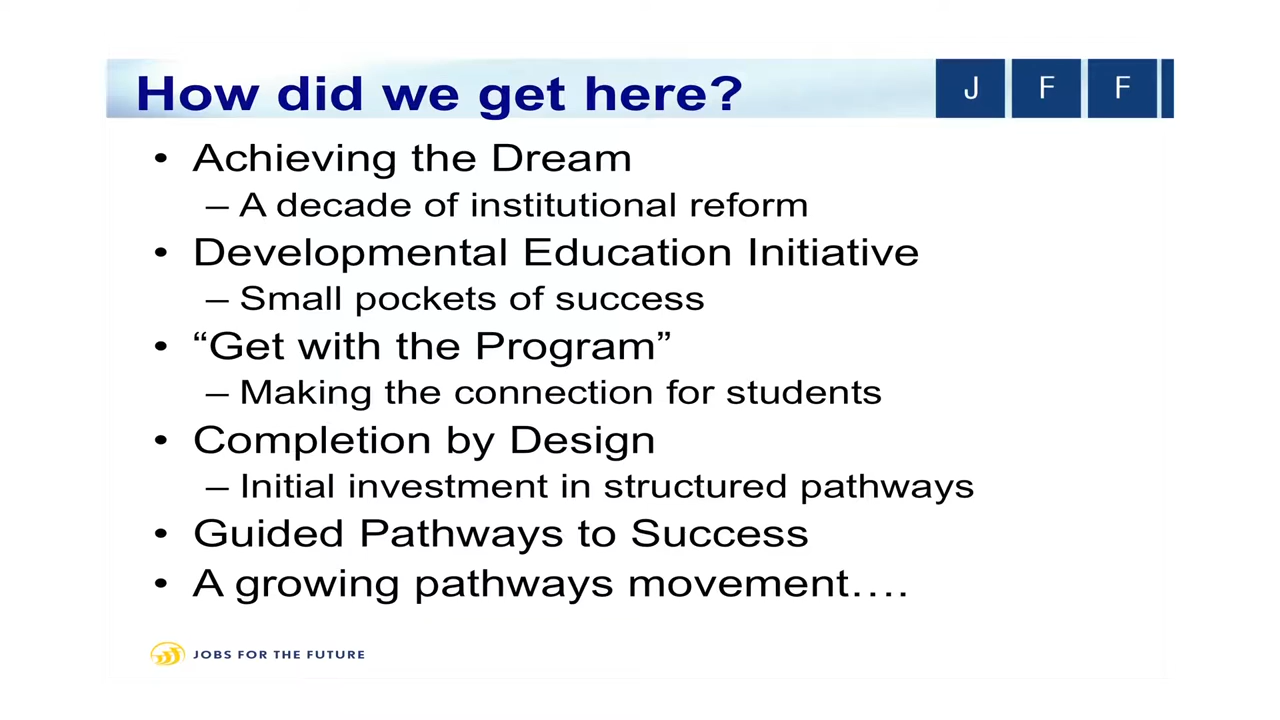 How did we get here?
J F F
• Achieving the Dream
– A decade of institutional reform
• Developmental Education Initiative
– Small pockets of success
• “Get with the Program”
– Making the connection for students
• Completion by Design
– Initial investment in structured pathways
• Guided Pathways to Success
• A growing pathways movement….
JOBS FOR THE FUTURE